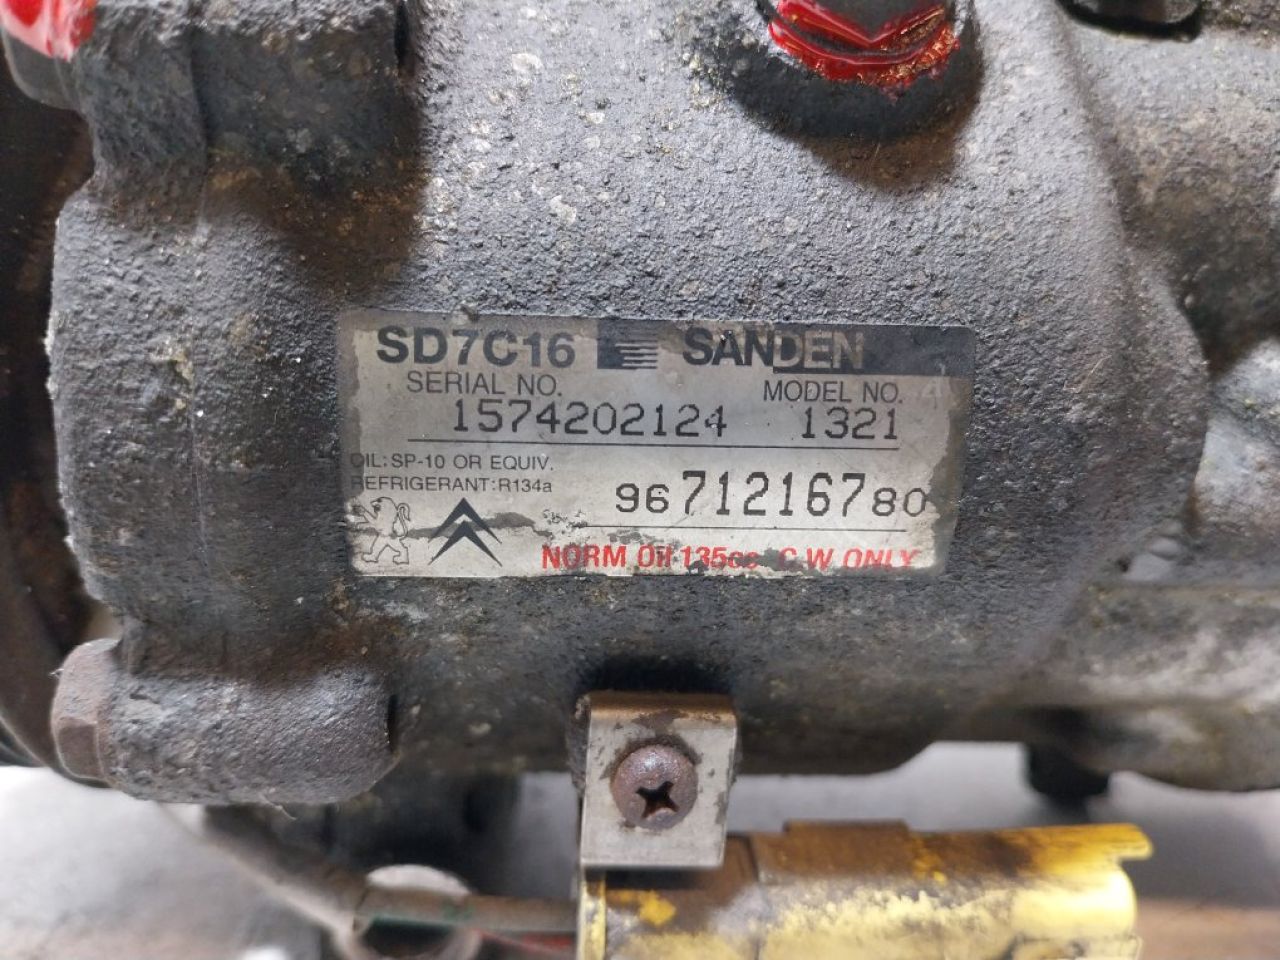 SD7C16 SANDEN
SERIAL NO. MODEL NO.
1574202124 1321
OIL:SP-10 OR EQUIV.
REFRIGERANT:R134a
9671216780
NORM Oil 135cc C.W ONLY